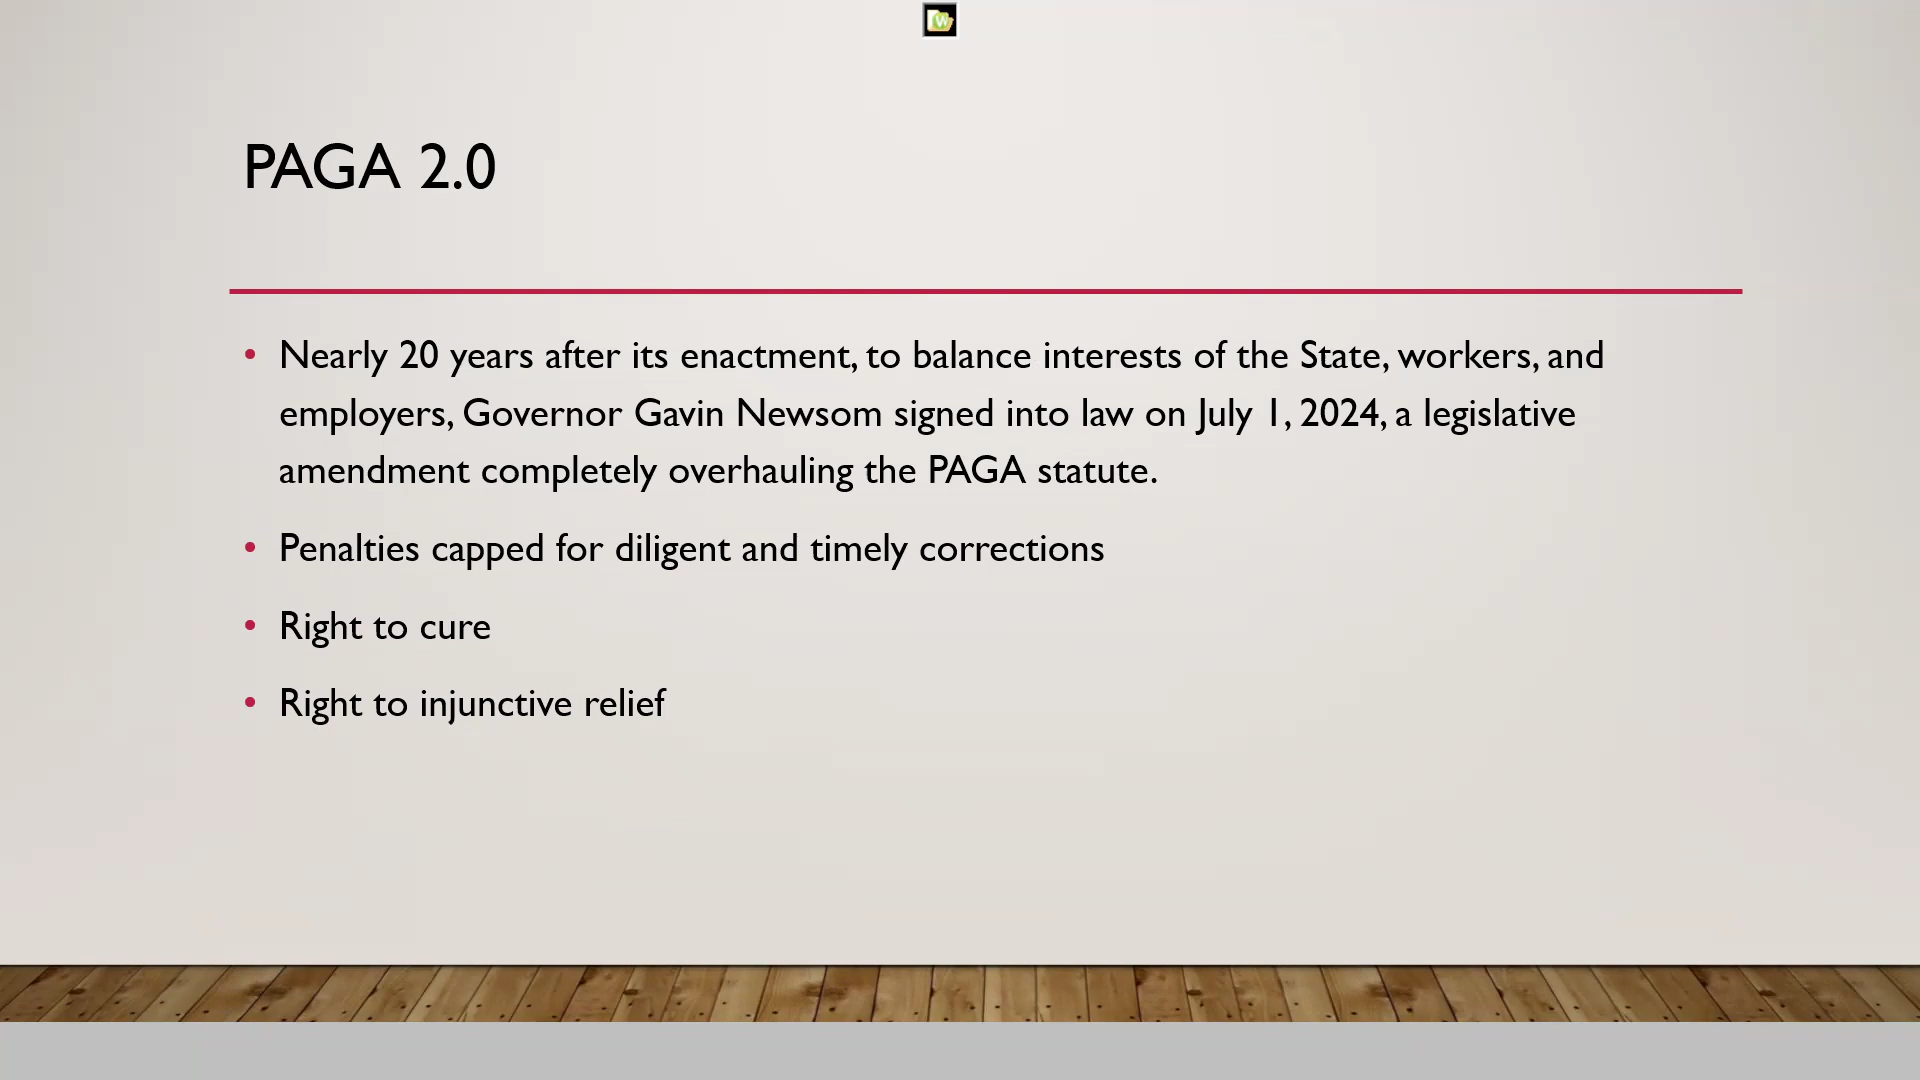 PAGA 2.0
• Nearly 20 years after its enactment, to balance interests of the State, workers, and
employers, Governor Gavin Newsom signed into law on July 1, 2024, a legislative
amendment completely overhauling the PAGA statute.
• Penalties capped for diligent and timely corrections
• Right to cure
• Right to injunctive relief